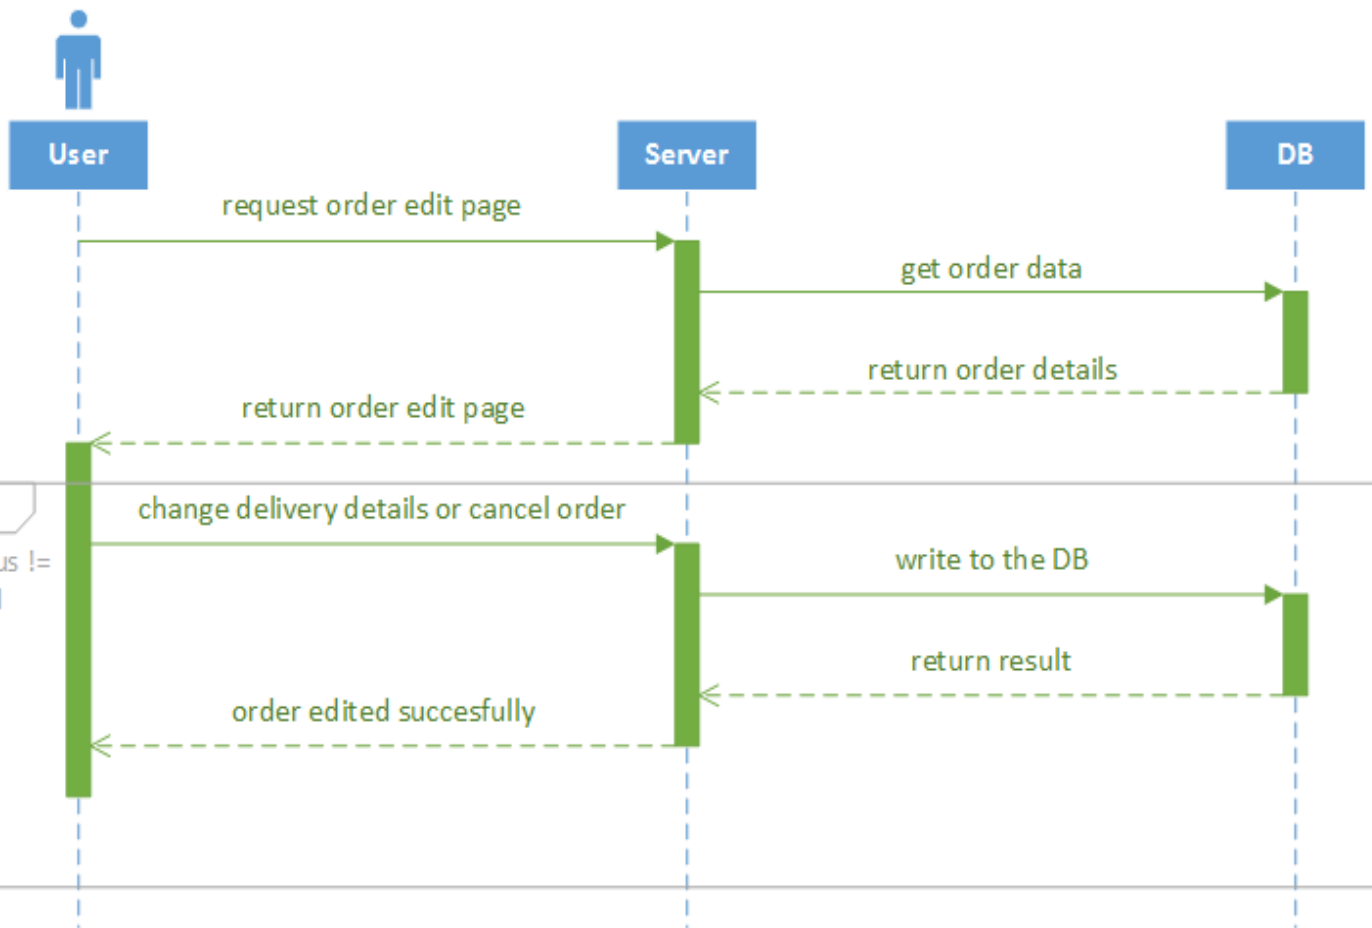 User
Server
DB
request order edit page
get order data
return order details
return order edit page
change delivery details or cancel order
!=
write to the DB
return result
order edited succesfully